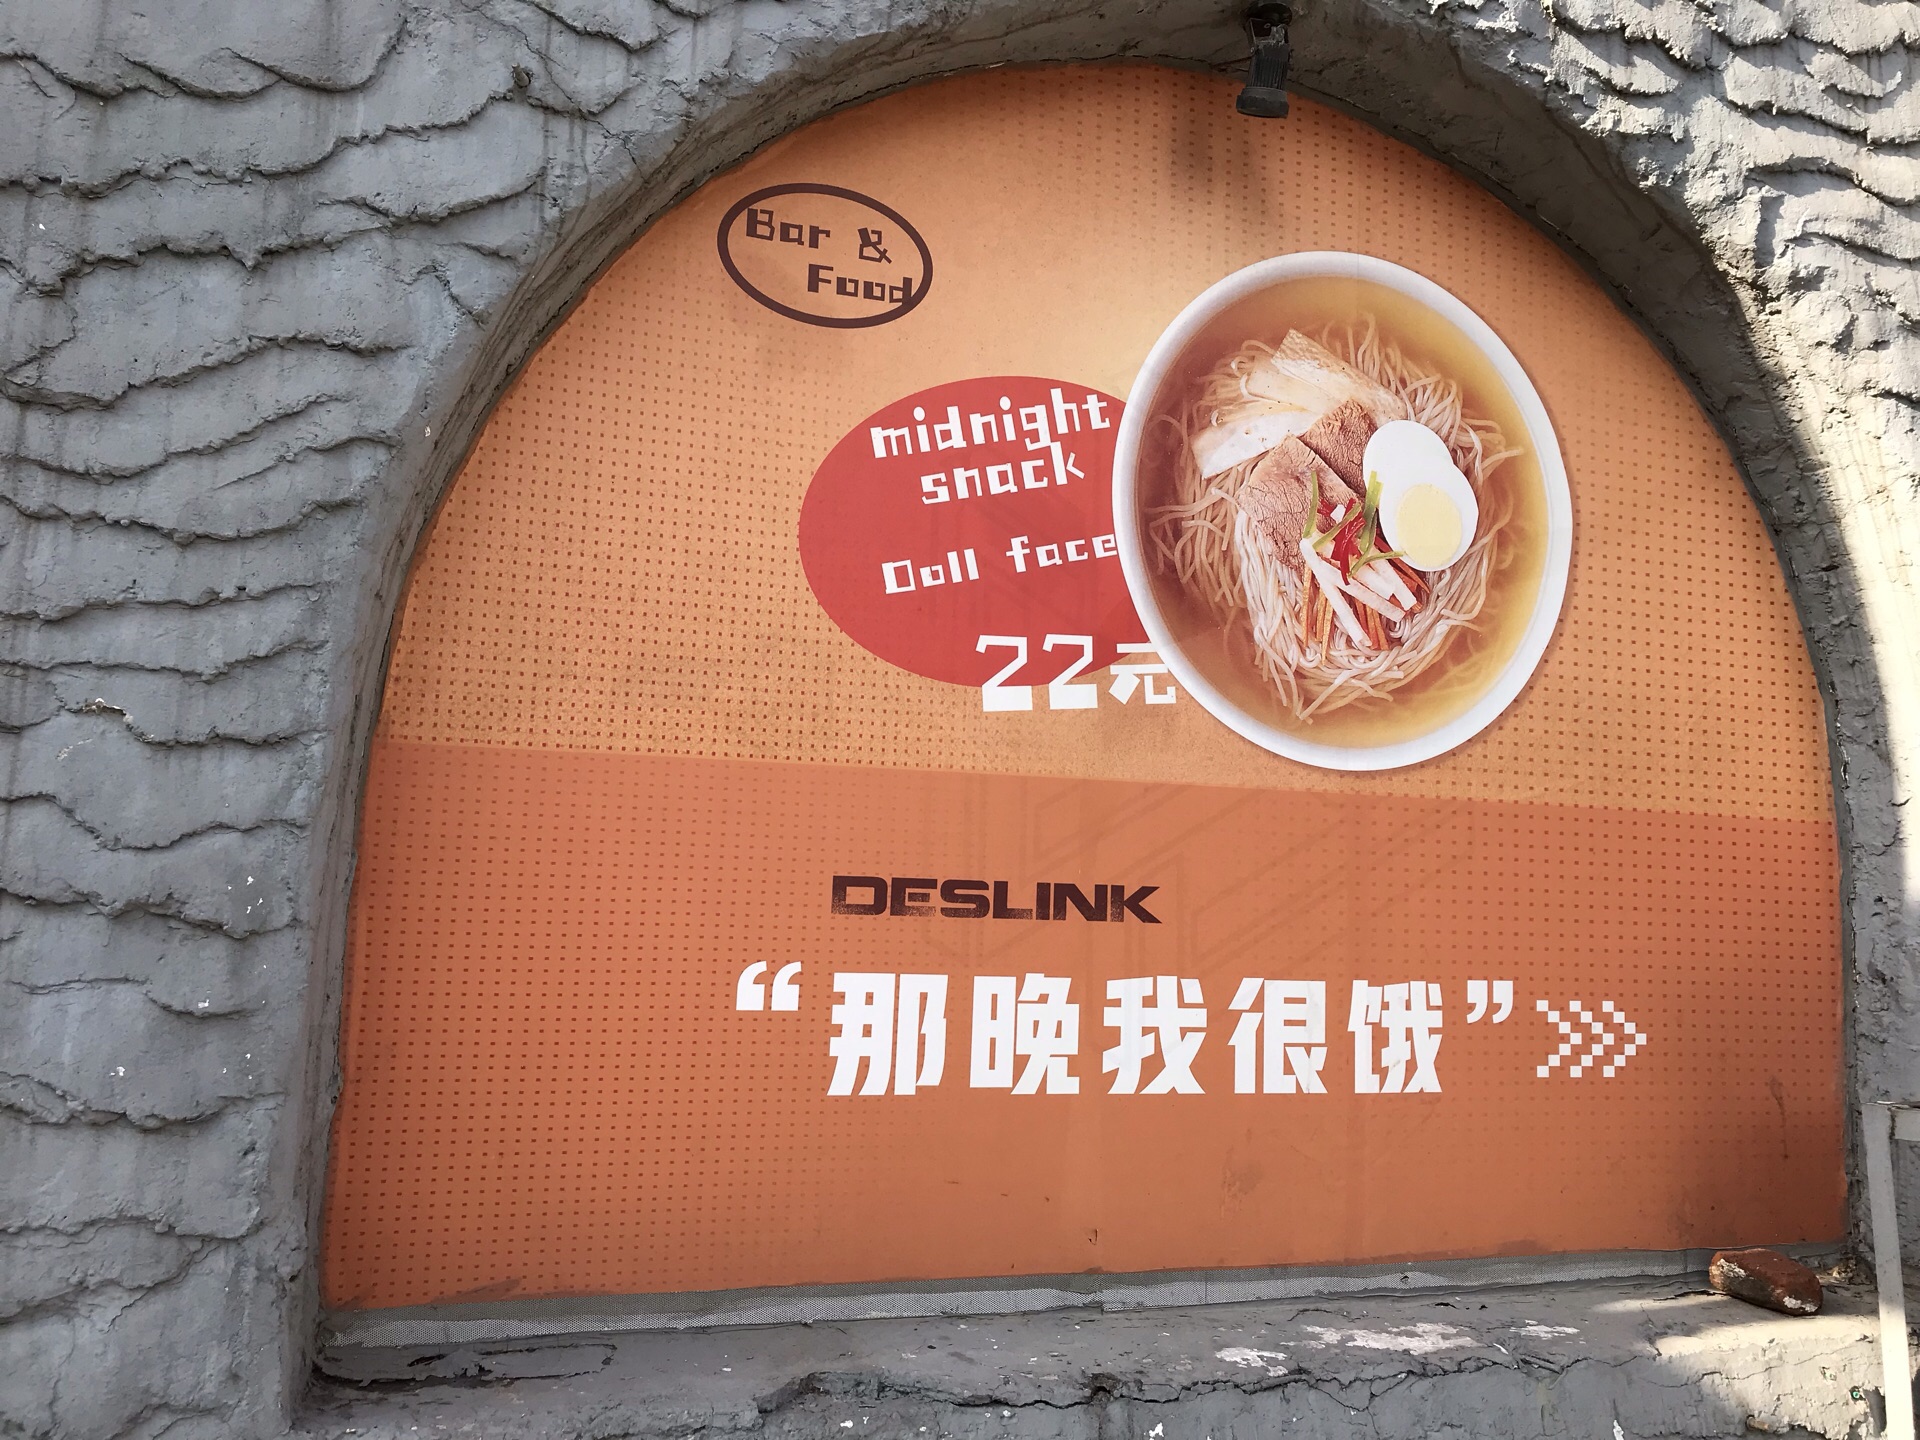 Bar &
Food
midnight
snack
Doll face
22元
DESLINK
“那晚我很饿”